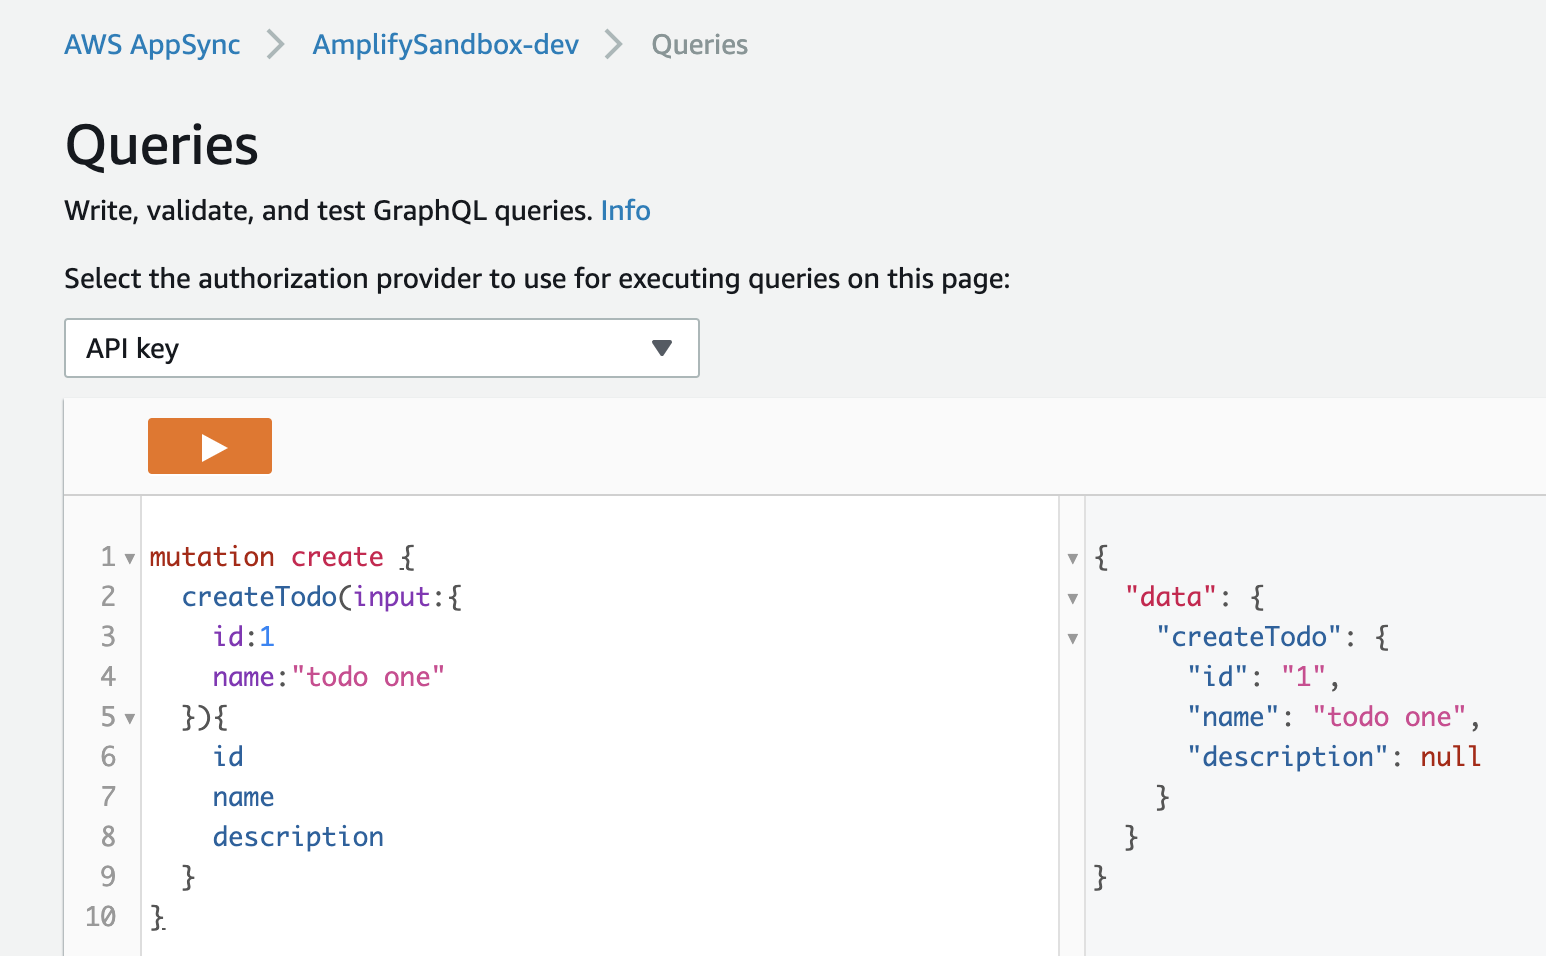 AWS AppSync > AmplifySandbox-dev > Queries
Queries
Write, validate, and test GraphQL queries. Info
Select the authorization provider to use for executing queries on this page:
API key
1 mutation create {
2 createTodo(input:{
3 id:1
4 name:"todo one"
5 }){
6 id
7 name
8 description
9 }
10 }
{
"data": {
"createTodo": {
"id": "1",
"name": "todo one",
"description": null
}
}
}